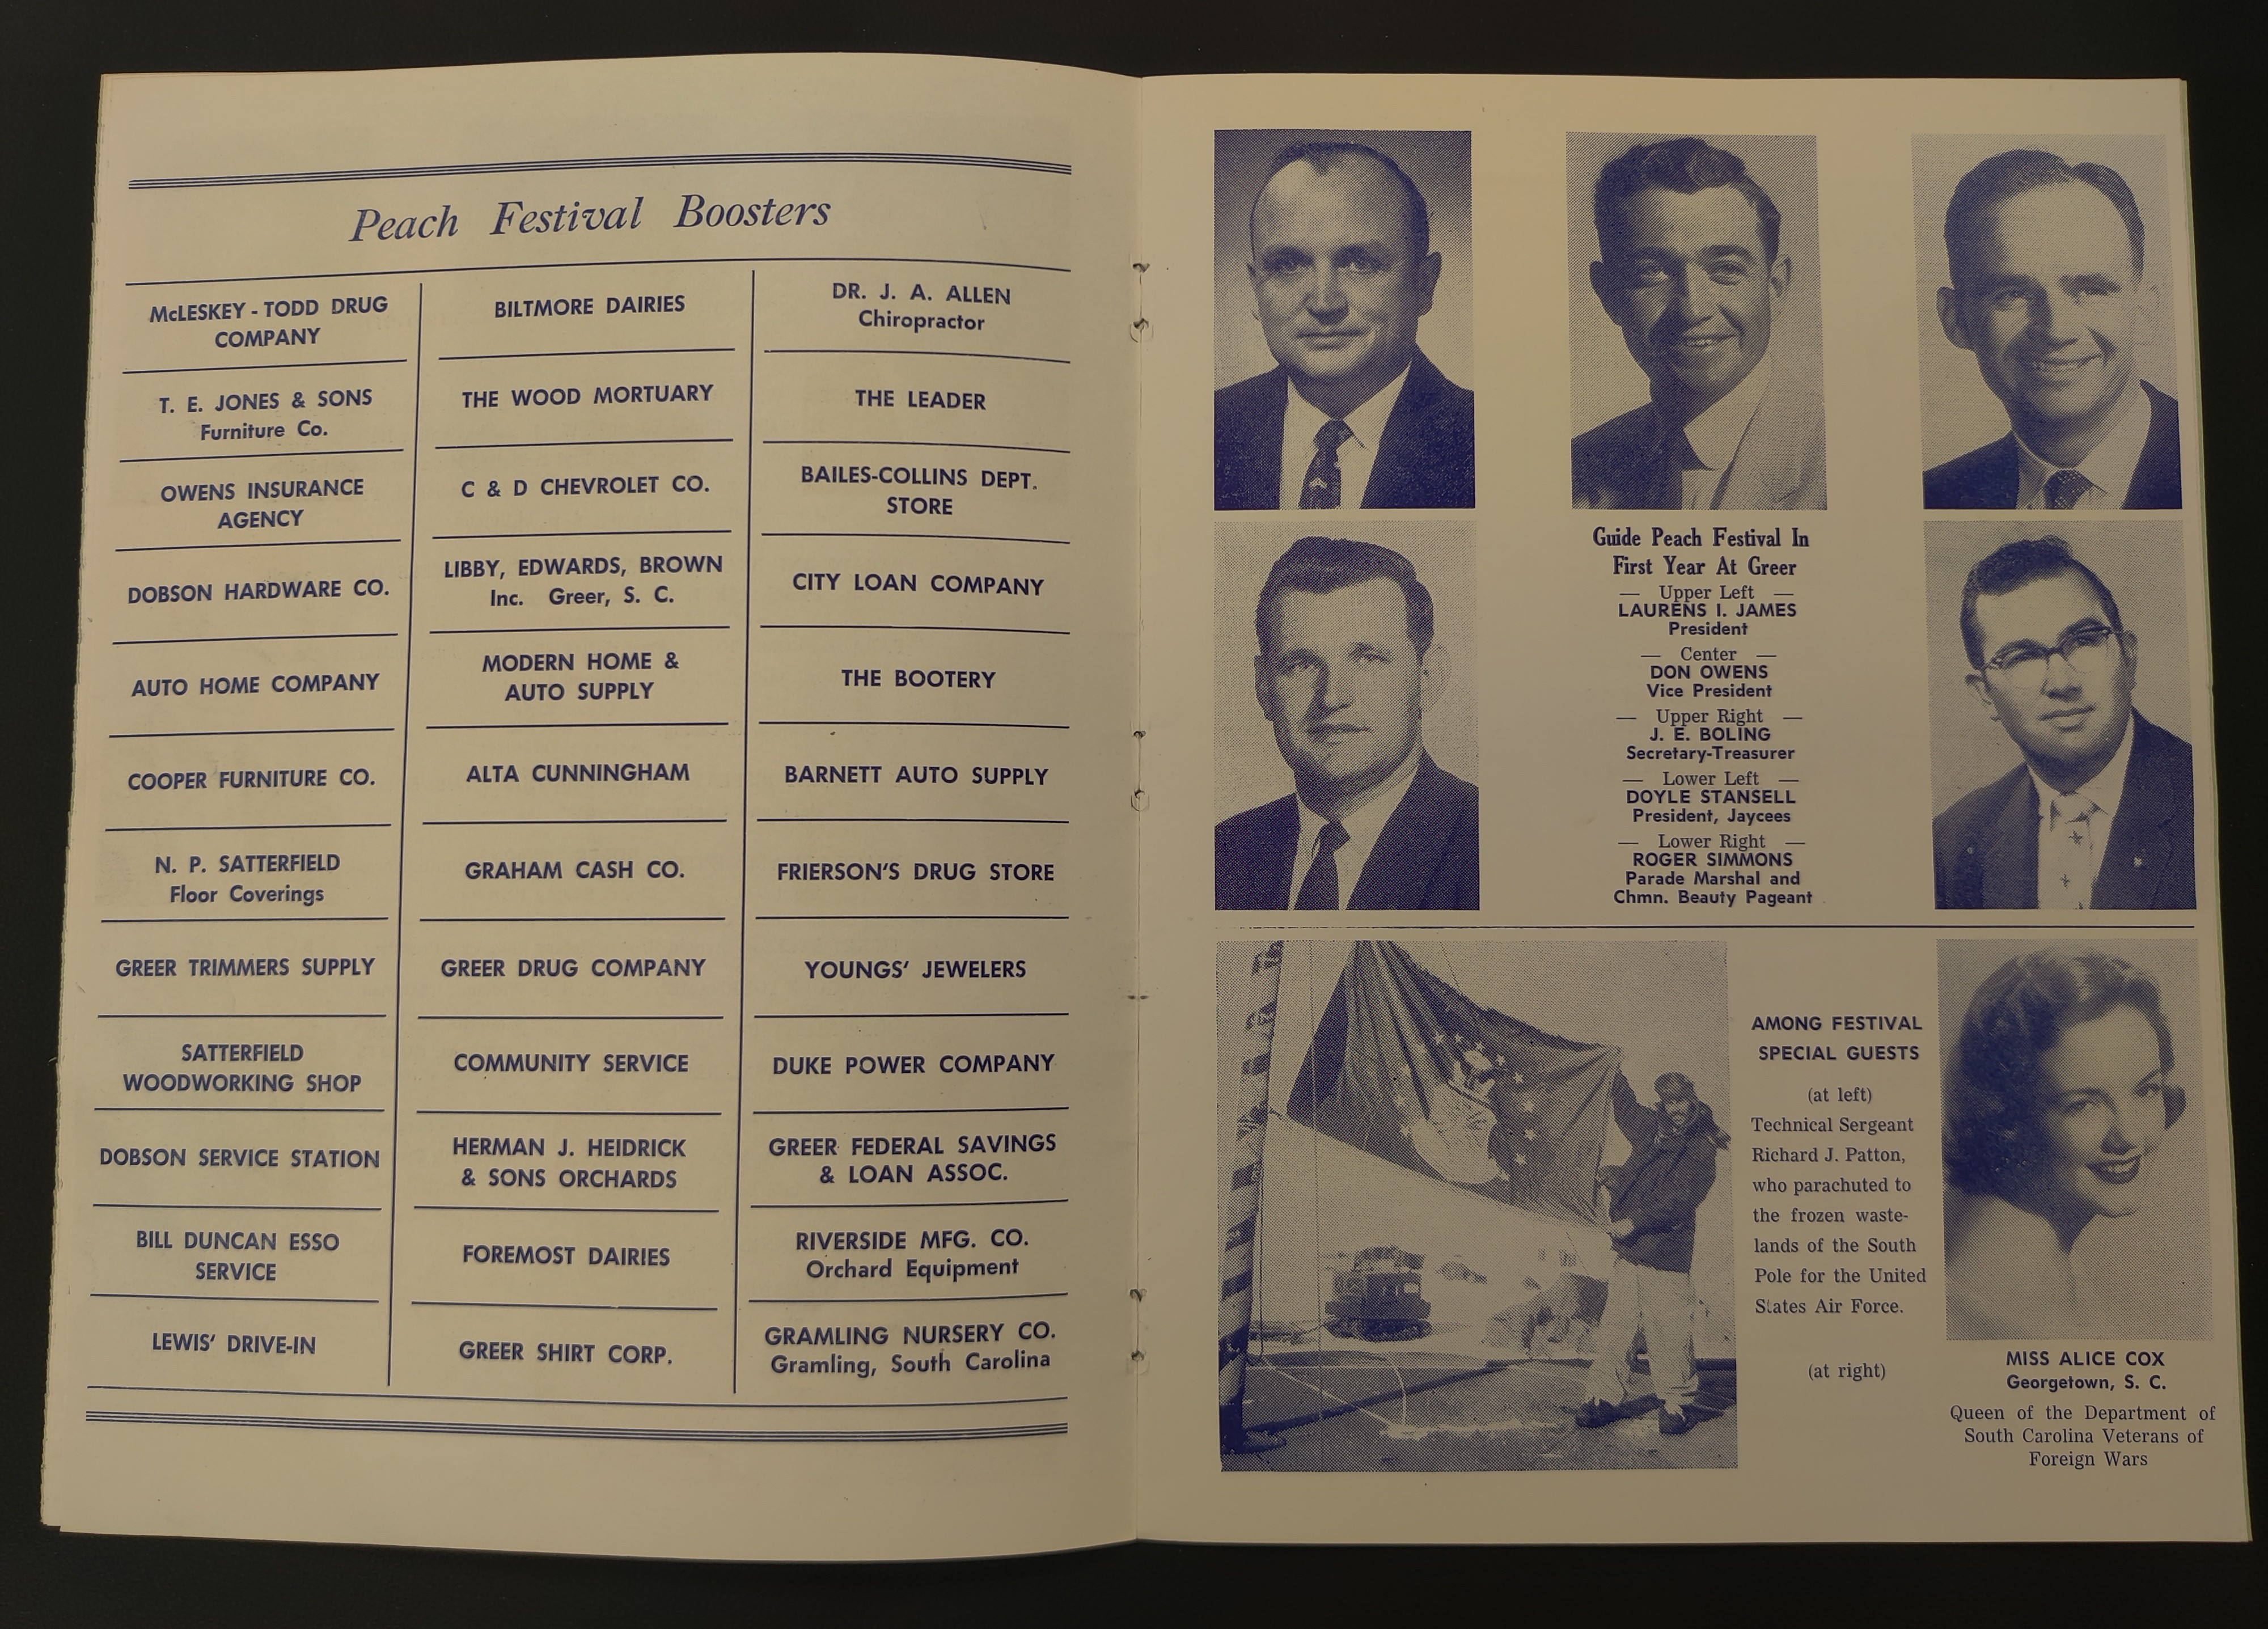 Peach Festival Boosters
McLESKEY - TODD DRUG
COMPANY
T. E. JONES & SONS
Furniture Co.
OWENS INSURANCE
AGENCY
DOBSON HARDWARE CO.
AUTO HOME COMPANY
COOPER FURNITURE CO.
N. P. SATTERFIELD
Floor Coverings
GREER TRIMMERS SUPPLY
SATTERFIELD
WOODWORKING SHOP
DOBSON SERVICE STATION
BILL DUNCAN ESSO
SERVICE
LEWIS' DRIVE-IN
BILTMORE DAIRIES
THE WOOD MORTUARY
C & D CHEVROLET CO.
LIBBY, EDWARDS, BROWN
Inc. Greer, S. C.
MODERN HOME &
AUTO SUPPLY
ALTA CUNNINGHAM
GRAHAM CASH CO.
GREER DRUG COMPANY
COMMUNITY SERVICE
HERMAN J. HEIDRICK
& SONS ORCHARDS
FOREMOST DAIRIES
GREER SHIRT CORP.
DR. J. A. ALLEN
Chiropractor
THE LEADER
BAILES-COLLINS DEPT.
STORE
CITY LOAN COMPANY
THE BOOTERY
BARNETT AUTO SUPPLY
FRIERSON'S DRUG STORE
YOUNGS' JEWELERS
DUKE POWER COMPANY
GREER FEDERAL SAVINGS
& LOAN ASSOC.
RIVERSIDE MFG. CO.
Orchard Equipment
GRAMLING NURSERY CO.
Gramling, South Carolina
Guide Peach Festival In
First Year At Greer
— Upper Left —
LAURENS I. JAMES
President
— Center —
DON OWENS
Vice President
— Upper Right —
J. E. BOLING
Secretary-Treasurer
— Lower Left —
DOYLE STANSELL
President, Jaycees
— Lower Right —
ROGER SIMMONS
Parade Marshal and
Chmn. Beauty Pageant
AMONG FESTIVAL
SPECIAL GUESTS
(at left)
Technical Sergeant
Richard J. Patton,
who parachuted to
the frozen waste-
lands of the South
Pole for the United
States Air Force.
(at right)
MISS ALICE COX
Georgetown, S. C.
Queen of the Department of
South Carolina Veterans of
Foreign Wars